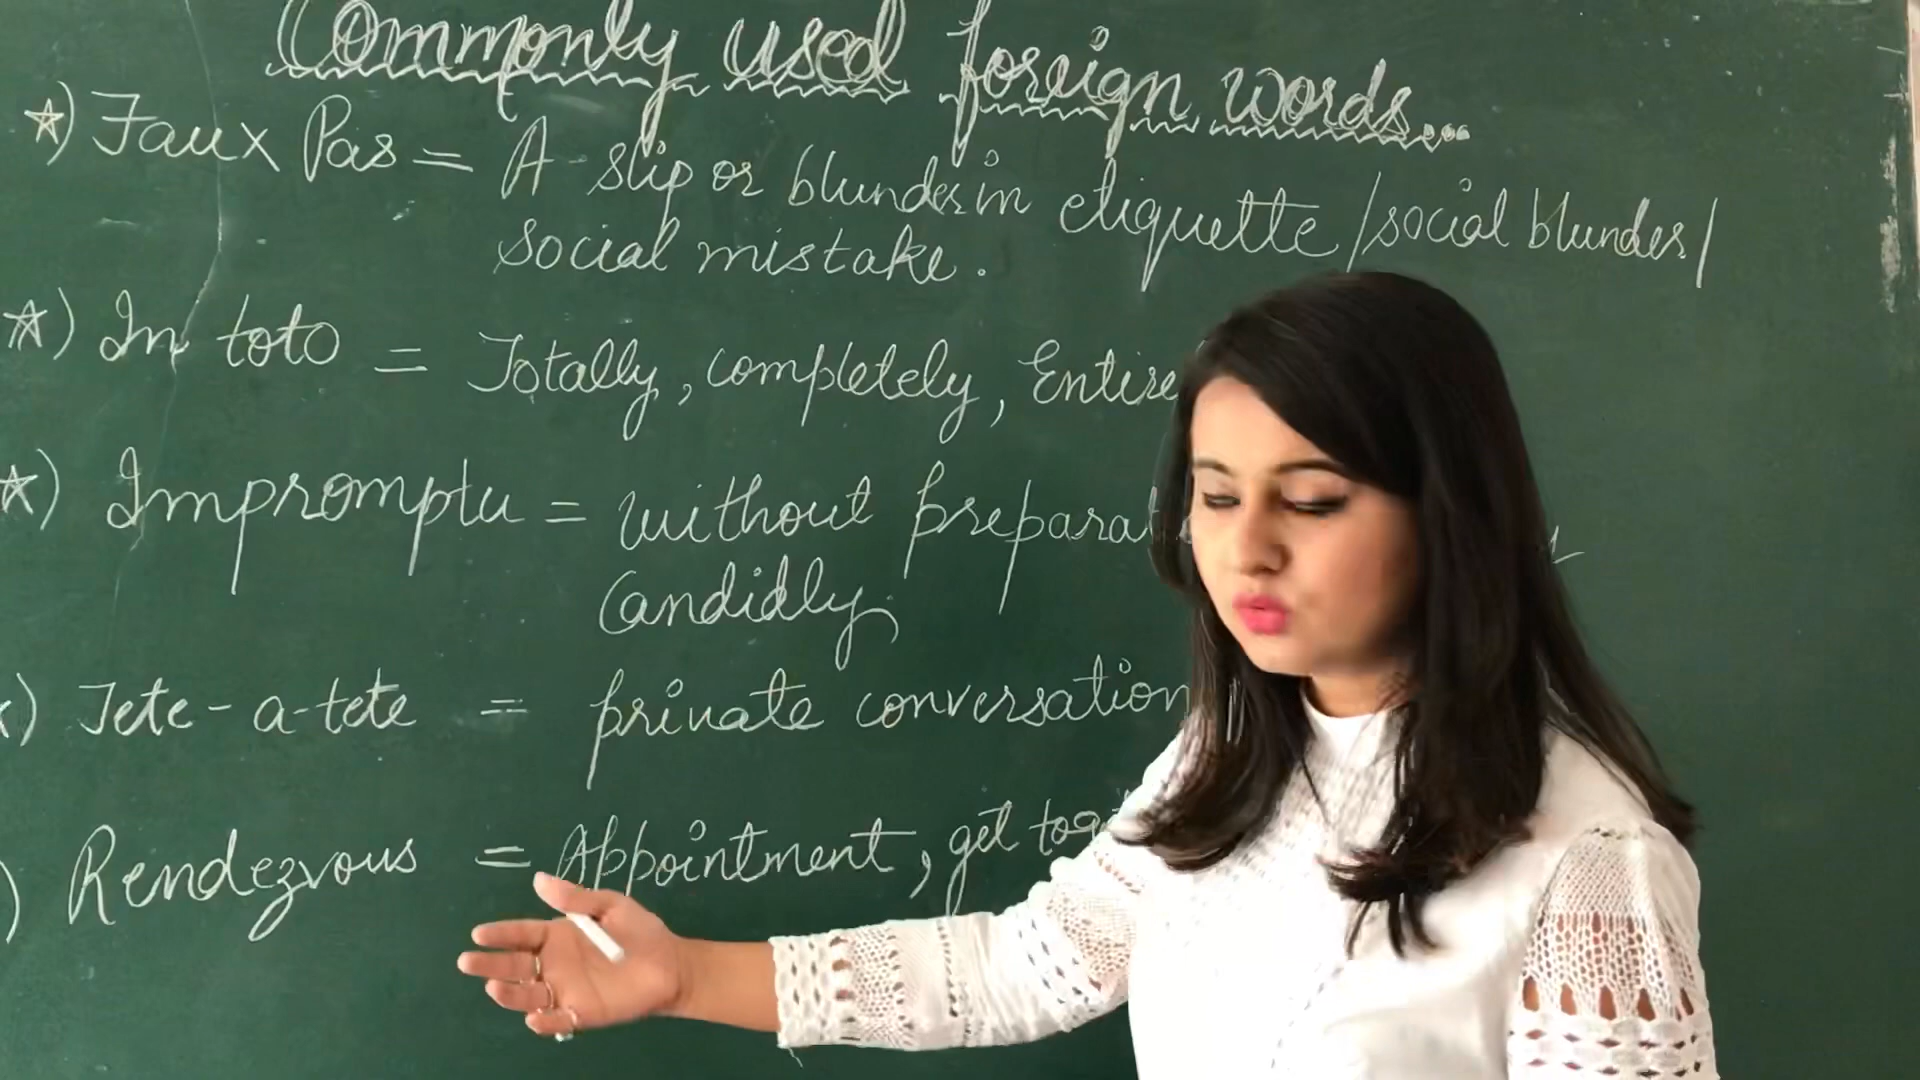 Commonly used foreign words...
☆) Faux Pas = A slip or blunder in etiquette / social blunder /
social mistake.
☆) In toto = Totally, completely, Entire
☆) Impromptu = without preparat
Candidly.
) Tete-a-tete = private conversation
) Rendezvous = Appointment, get tog